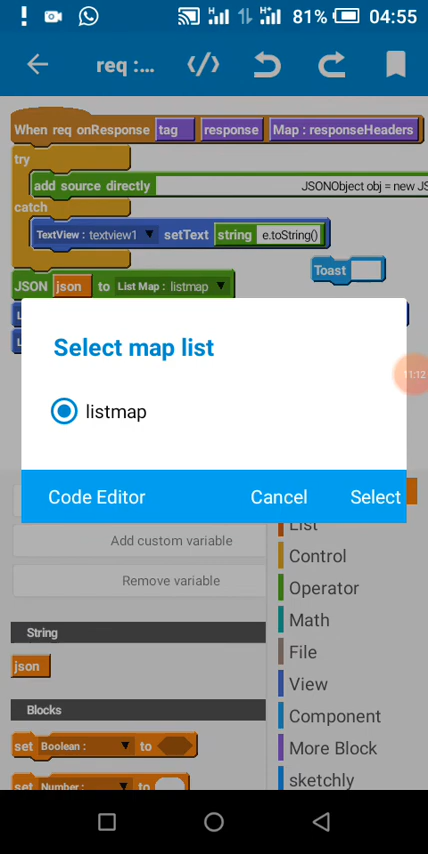 81% 04:55
req :...
When req onResponse tag response Map : responseHeaders
try
add source directly JSONObject obj = new JS
catch
TextView : textview1 setText string e.toString()
Toast
JSON json to List Map : listmap
Select map list
11:12
listmap
Code Editor Cancel Select
List
Add custom variable
Control
Remove variable
Operator
Math
String
File
json
View
Blocks
Component
set Boolean : to
More Block
set Number : to
sketchly